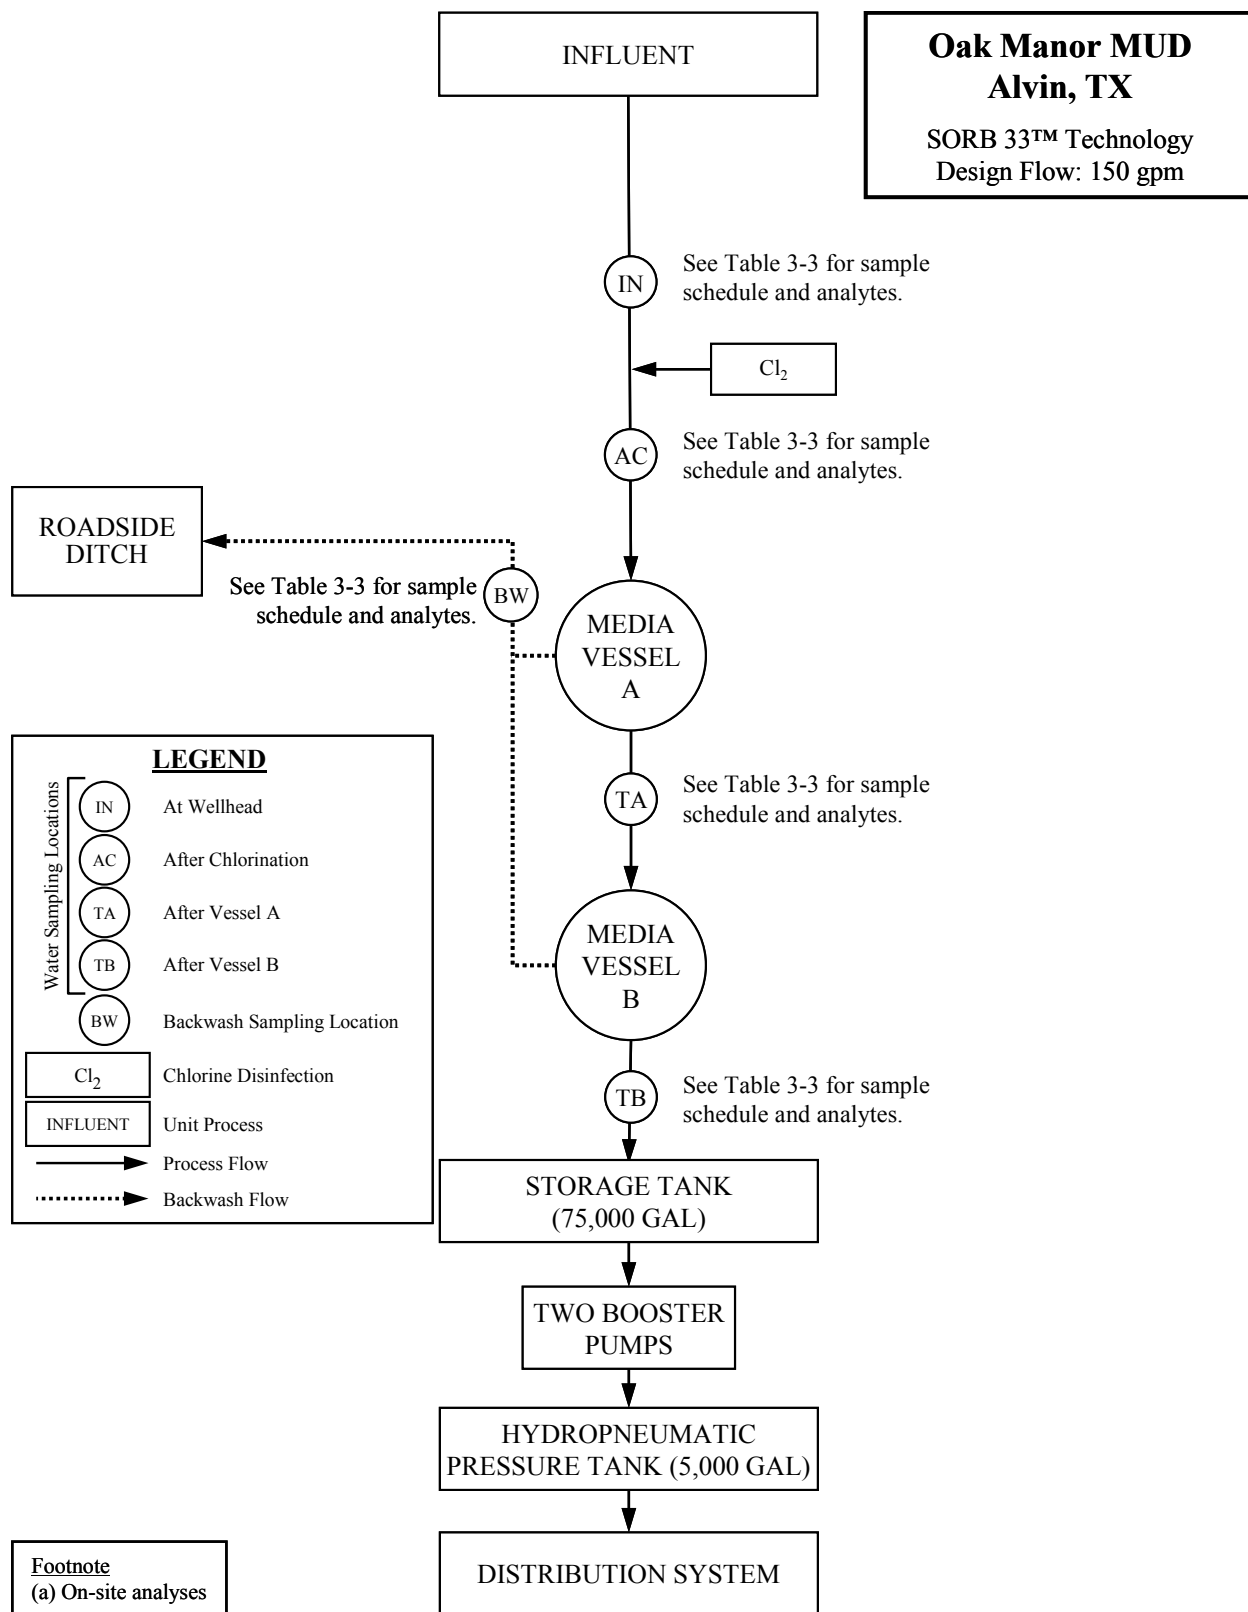 INFLUENT
Oak Manor MUD
Alvin, TX
SORB 33™ Technology
Design Flow: 150 gpm
IN
See Table 3-3 for sample
schedule and analytes.
Cl₂
AC
See Table 3-3 for sample
schedule and analytes.
ROADSIDE
DITCH
See Table 3-3 for sample
schedule and analytes.
BW
MEDIA
VESSEL
A
TA
See Table 3-3 for sample
schedule and analytes.
MEDIA
VESSEL
B
TB
See Table 3-3 for sample
schedule and analytes.
LEGEND
Water Sampling Locations
IN At Wellhead
AC After Chlorination
TA After Vessel A
TB After Vessel B
BW Backwash Sampling Location
Cl₂ Chlorine Disinfection
INFLUENT Unit Process
Process Flow
Backwash Flow
STORAGE TANK
(75,000 GAL)
TWO BOOSTER
PUMPS
HYDROPNEUMATIC
PRESSURE TANK (5,000 GAL)
DISTRIBUTION SYSTEM
Footnote
(a) On-site analyses